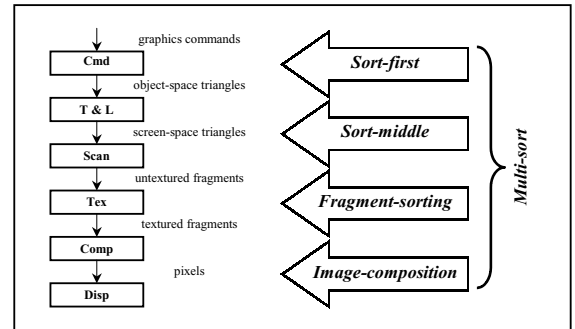 graphics commands
Cmd
object-space triangles
T & L
screen-space triangles
Scan
untextured fragments
Tex
textured fragments
Comp
pixels
Disp
Sort-first
Sort-middle
Fragment-sorting
Image-composition
Multi-sort